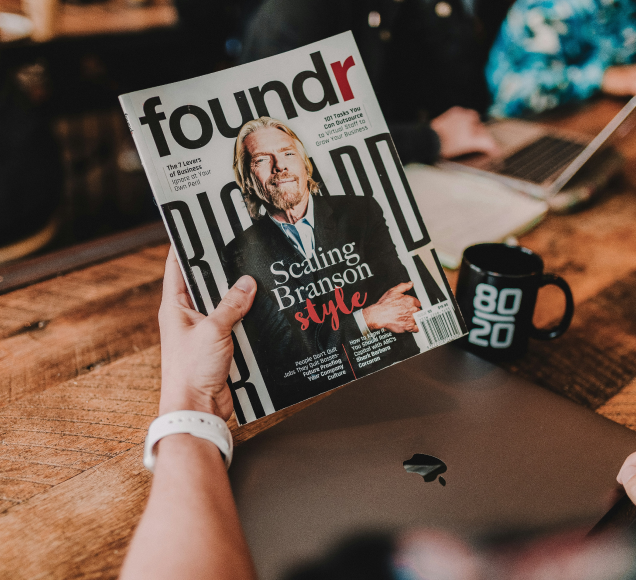 foundr
The 7 Levers
of Business
Ignore at Your
Own Peril
101 Tasks You
Can Outsource
to Virtual Staff to
Grow Your Business
RICHARD
Scaling
Branson
style
People Don't Quit
Jobs They Quit Bosses-
Future Proofing
Your Company
Culture
How to Know if
You Should Raise
Capital with ABC's
Shark Barbara
Corcoran
80
20